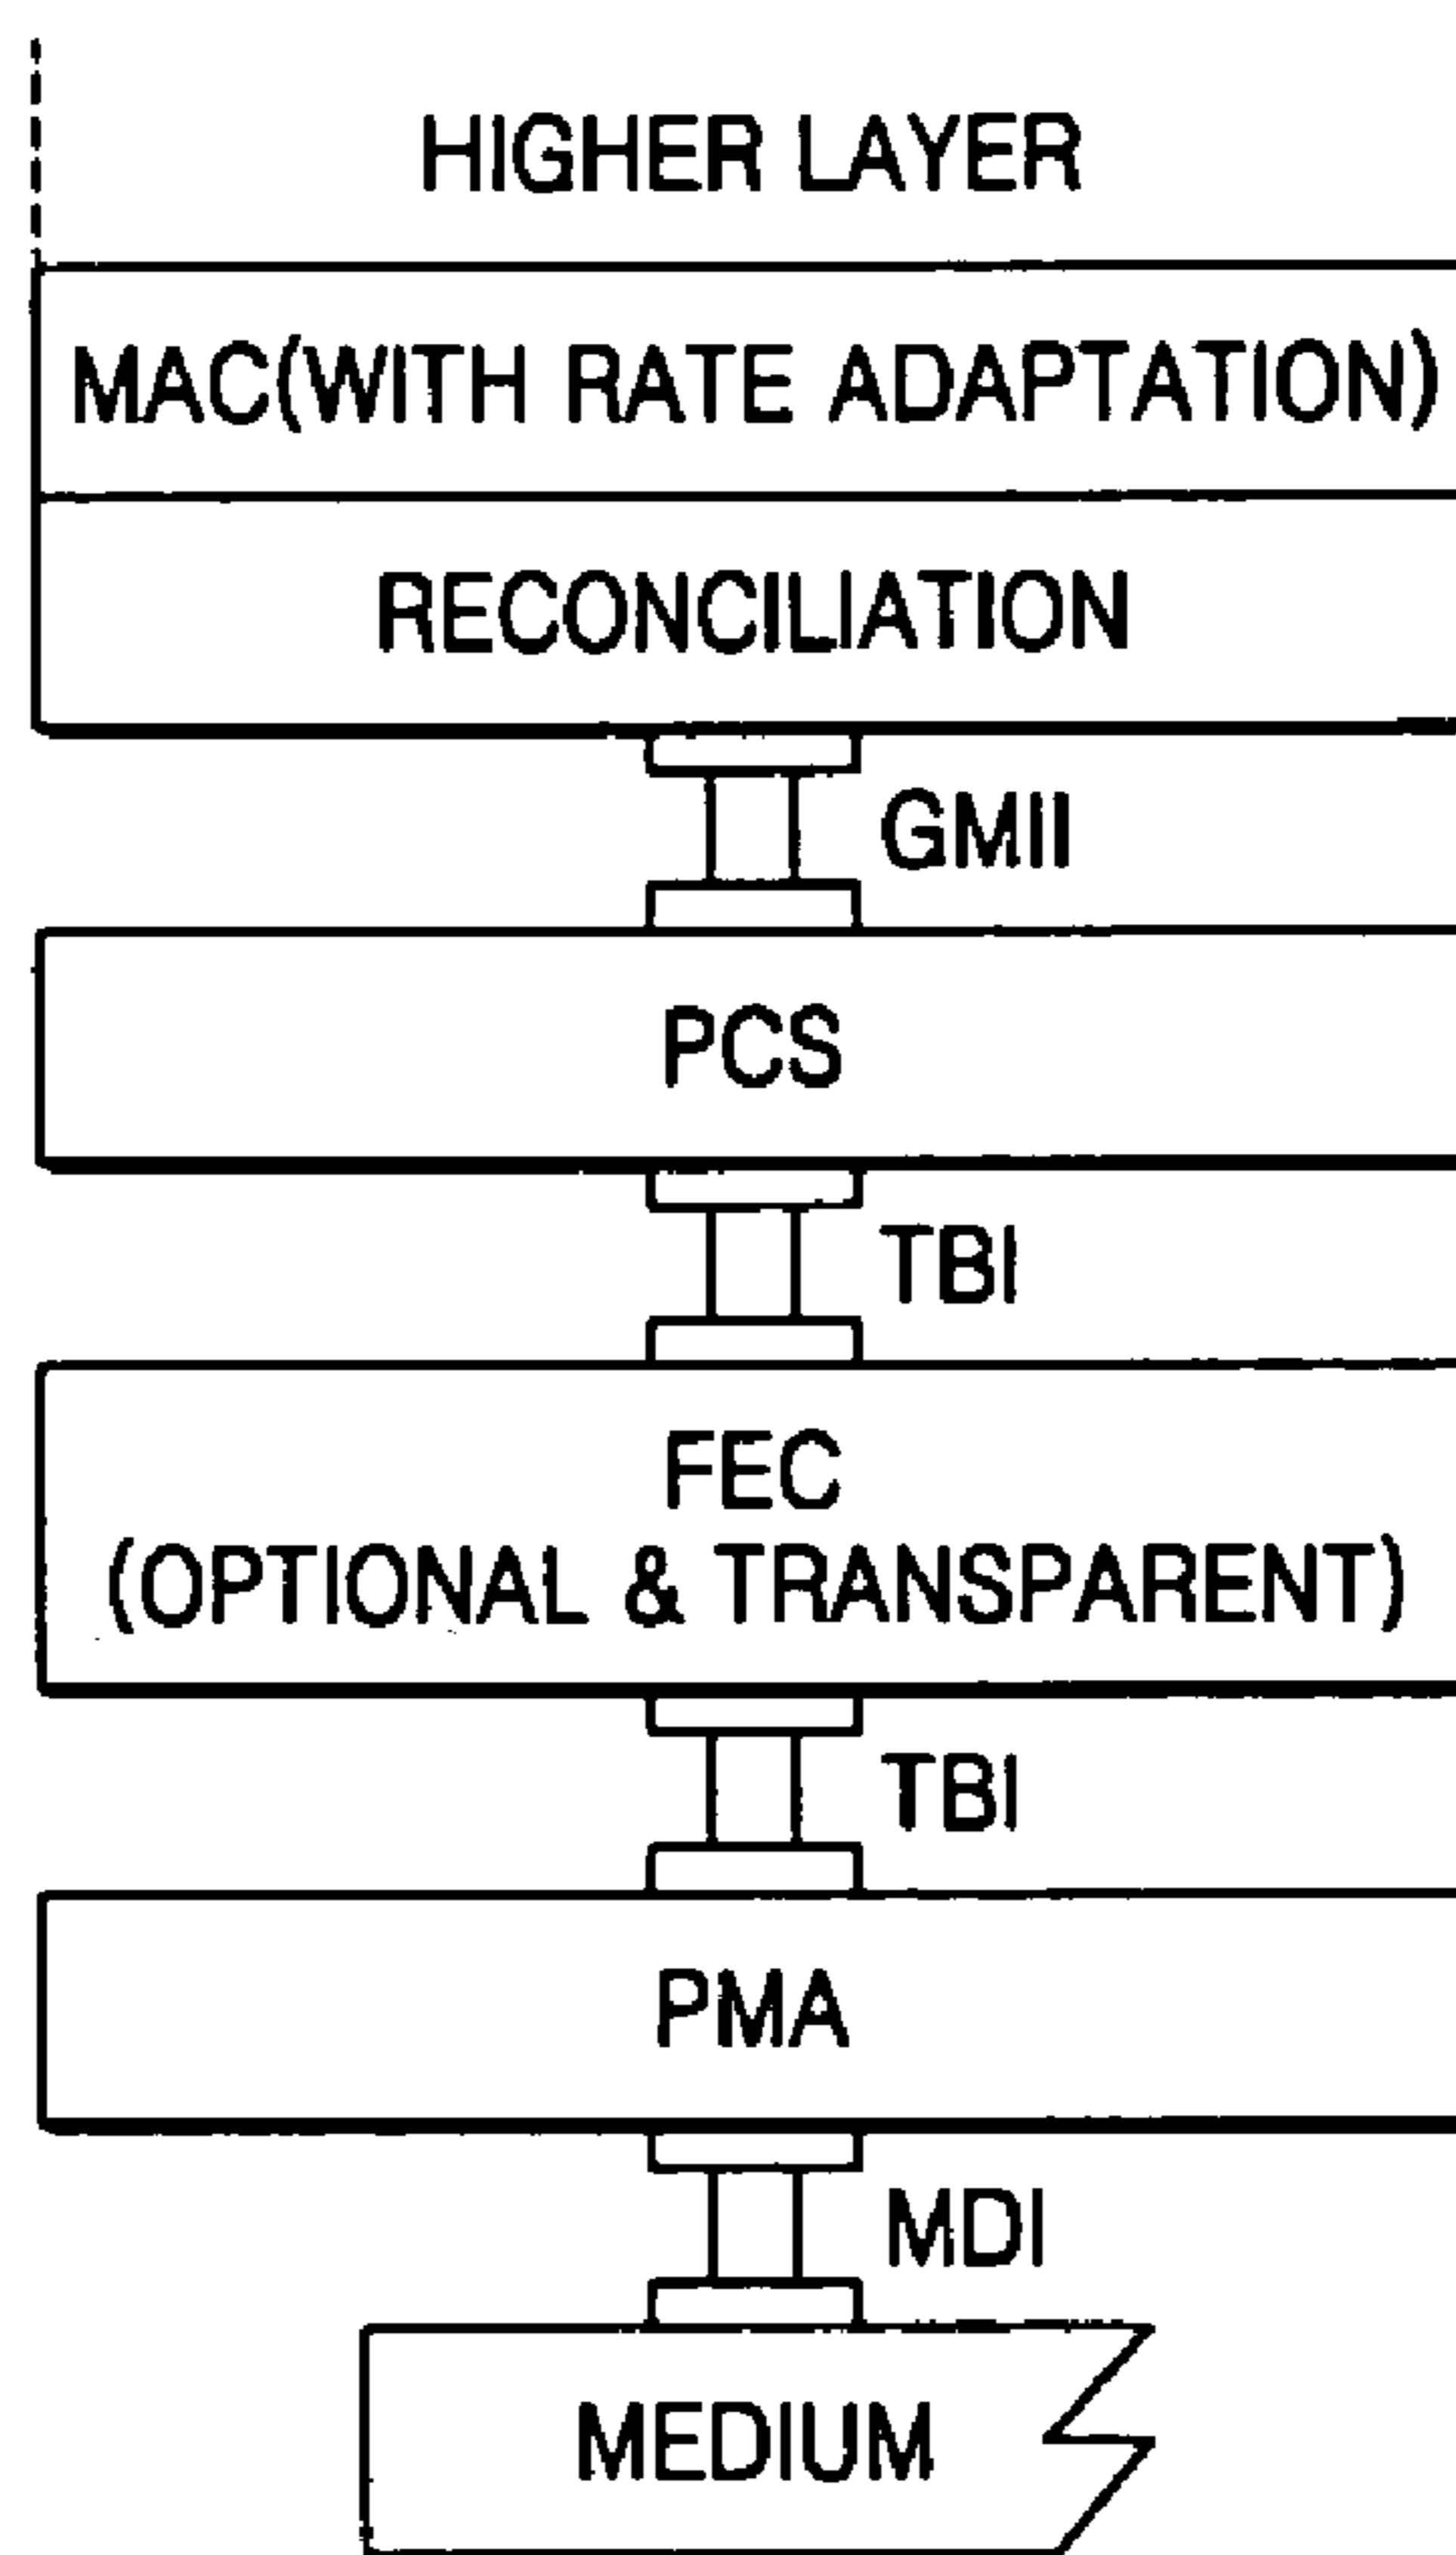 HIGHER LAYER
MAC(WITH RATE ADAPTATION)
RECONCILIATION
GMII
PCS
TBI
FEC
(OPTIONAL & TRANSPARENT)
TBI
PMA
MDI
MEDIUM